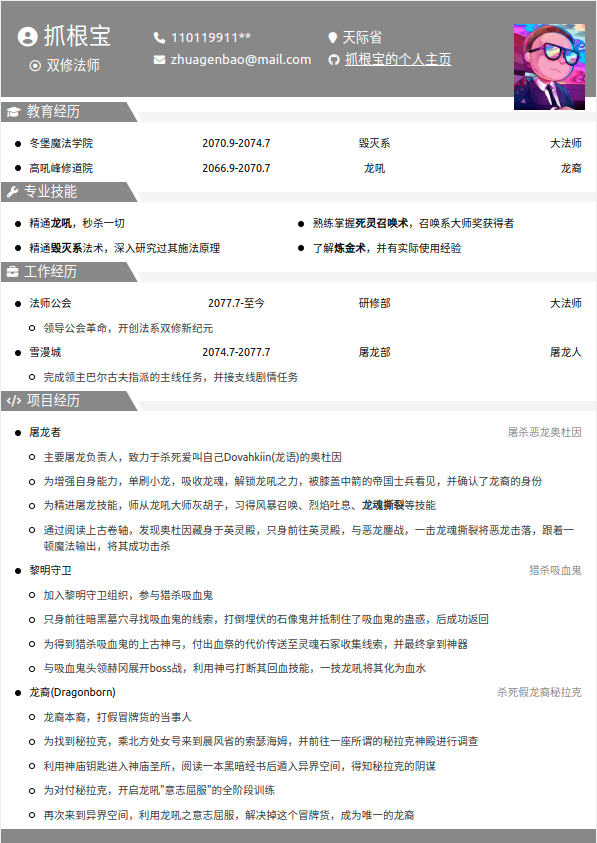 抓根宝
双修法师
110119911**
zhuagenbao@mail.com
天际省
抓根宝的个人主页
教育经历
冬堡魔法学院 2070.9-2074.7 毁灭系 大法师
高吼峰修道院 2066.9-2070.7 龙吼 龙裔
专业技能
精通龙吼，秒杀一切 熟练掌握死灵召唤术，召唤系大师奖获得者
精通毁灭系法术，深入研究过其施法原理 了解炼金术，并有实际使用经验
工作经历
法师公会 2077.7-至今 研修部 大法师
领导公会革命，开创法系双修新纪元
雪漫城 2074.7-2077.7 屠龙部 屠龙人
完成领主巴尔古夫指派的主线任务，并接支线剧情任务
项目经历
屠龙者 屠杀恶龙奥杜因
主要屠龙负责人，致力于杀死爱叫自己Dovahkiin(龙语)的奥杜因
为增强自身能力，单刷小龙，吸收龙魂，解锁龙吼之力，被膝盖中箭的帝国士兵看见，并确认了龙裔的身份
为精进屠龙技能，师从龙吼大师灰胡子，习得风暴召唤、烈焰吐息、龙魂撕裂等技能
通过阅读上古卷轴，发现奥杜因藏身于英灵殿，只身前往英灵殿，与恶龙鏖战，一击龙魂撕裂将恶龙击落，跟着一
顿魔法输出，将其成功击杀
黎明守卫 猎杀吸血鬼
加入黎明守卫组织，参与猎杀吸血鬼
只身前往暗黑墓穴寻找吸血鬼的线索，打倒埋伏的石像鬼并抵制住了吸血鬼的蛊惑，后成功返回
为得到猎杀吸血鬼的上古神弓，付出血祭的代价传送至灵魂石冢收集线索，并最终拿到神器
与吸血鬼头领赫冈展开boss战，利用神弓打断其回血技能，一技龙吼将其化为血水
龙裔(Dragonborn) 杀死假龙裔秘拉克
龙裔本裔，打假冒牌货的当事人
为找到秘拉克，乘北方处女号来到晨风省的索瑟海姆，并前往一座所谓的秘拉克神殿进行调查
利用神庙钥匙进入神庙圣所，阅读一本黑暗经书后遁入异界空间，得知秘拉克的阴谋
为对付秘拉克，开启龙吼"意志屈服"的全阶段训练
再次来到异界空间，利用龙吼之意志屈服，解决掉这个冒牌货，成为唯一的龙裔